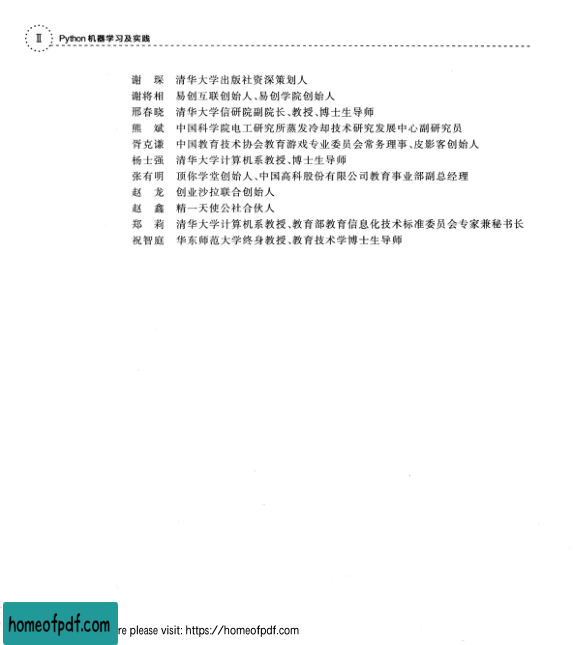 Ⅱ Python 机器学习及实践
谢 琛 清华大学出版社资深策划人
谢将相 易创互联创始人、易创学院创始人
邢春晓 清华大学信研院副院长、教授、博士生导师
熊 斌 中国科学院电工研究所蒸发冷却技术研究发展中心副研究员
胥克谦 中国教育技术协会教育游戏专业委员会常务理事、皮影客创始人
杨士强 清华大学计算机系教授、博士生导师
张有明 顶你学堂创始人、中国高科股份有限公司教育事业部副总经理
赵 龙 创业沙拉联合创始人
赵 鑫 精一天使公社合伙人
郑 莉 清华大学计算机系教授、教育部教育信息化技术标准委员会专家兼秘书长
祝智庭 华东师范大学终身教授、教育技术学博士生导师
homeofpdf.com re please visit: https://homeofpdf.com